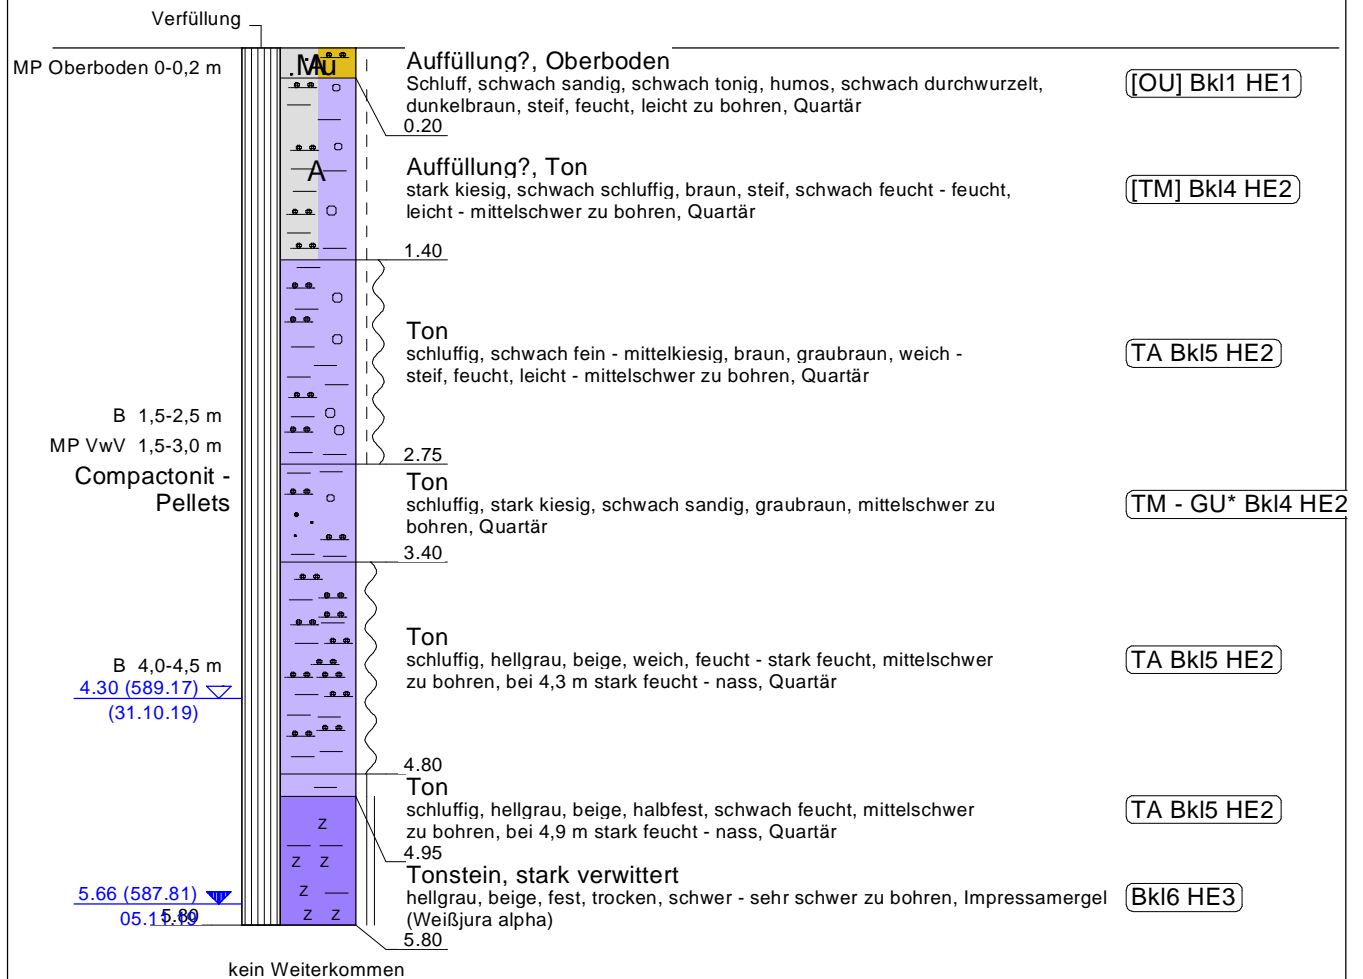 Verfüllung
MP Oberboden 0-0,2 m
Mu
A
Auffüllung?, Oberboden
Schluff, schwach sandig, schwach tonig, humos, schwach durchwurzelt,
dunkelbraun, steif, feucht, leicht zu bohren, Quartär
0.20
[OU] Bkl1 HE1
A
Auffüllung?, Ton
stark kiesig, schwach schluffig, braun, steif, schwach feucht - feucht,
leicht - mittelschwer zu bohren, Quartär
1.40
[TM] Bkl4 HE2
Ton
schluffig, schwach fein - mittelkiesig, braun, graubraun, weich -
steif, feucht, leicht - mittelschwer zu bohren, Quartär
2.75
TA Bkl5 HE2
B 1,5-2,5 m
MP VwV 1,5-3,0 m
Compactonit -
Pellets
Ton
schluffig, stark kiesig, schwach sandig, graubraun, mittelschwer zu
bohren, Quartär
3.40
TM - GU* Bkl4 HE2
Ton
schluffig, hellgrau, beige, weich, feucht - stark feucht, mittelschwer
zu bohren, bei 4,3 m stark feucht - nass, Quartär
4.80
TA Bkl5 HE2
B 4,0-4,5 m
4.30 (589.17)
(31.10.19)
Ton
schluffig, hellgrau, beige, halbfest, schwach feucht, mittelschwer
zu bohren, bei 4,9 m stark feucht - nass, Quartär
4.95
TA Bkl5 HE2
z
z z
z
z z
Tonstein, stark verwittert
hellgrau, beige, fest, trocken, schwer - sehr schwer zu bohren, Impressamergel
(Weißjura alpha)
5.80
Bkl6 HE3
5.66 (587.81)
05.11.19
5.80
kein Weiterkommen